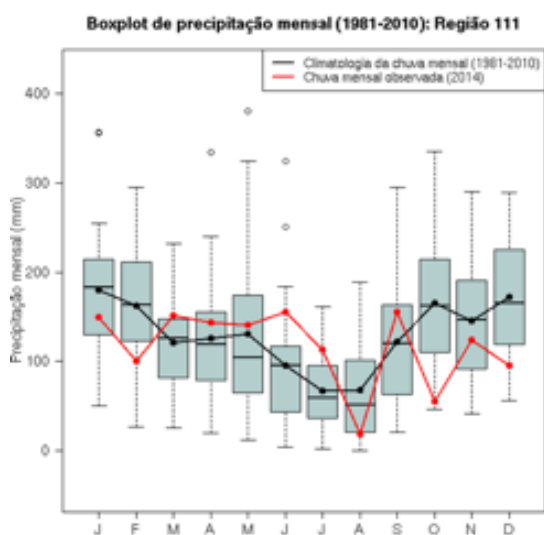 Boxplot de precipitação mensal (1981-2010): Região 111
Climatologia da chuva mensal (1981-2010)
Chuva mensal observada (2014)
Precipitação mensal (mm)
400
300
200
100
0
J F M A M J J A S O N D